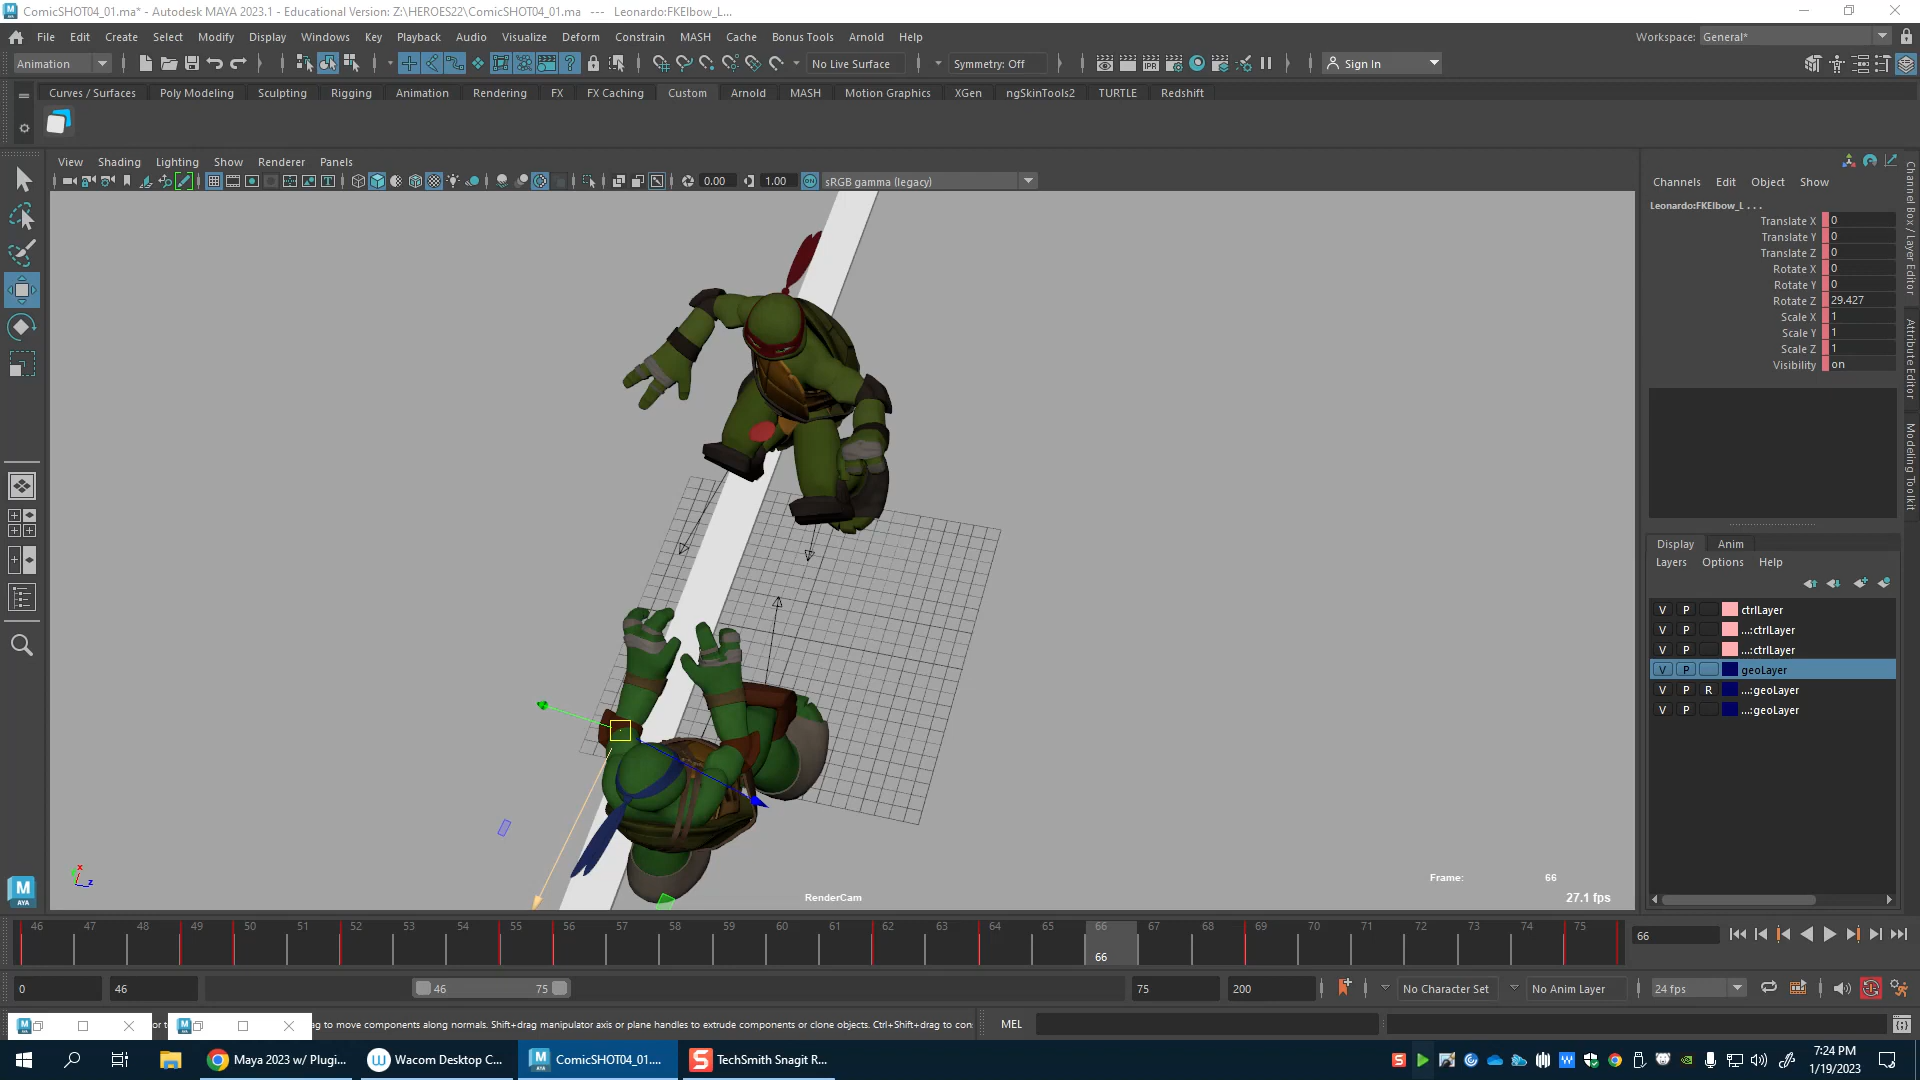 ComicSHOT04_01.ma* - Autodesk MAYA 2023.1 - Educational Version: Z:\HEROES22\ComicSHOT04_01.ma --- Leonardo:FKElbow_L...
File Edit Create Select Modify Display Windows Key Playback Audio Visualize Deform Constrain MASH Cache Bonus Tools Arnold Help
Workspace: General*
Animation No Live Surface Symmetry: Off Sign In
Curves / Surfaces Poly Modeling Sculpting Rigging Animation Rendering FX FX Caching Custom Arnold MASH Motion Graphics XGen ngSkinTools2 TURTLE Redshift
View Shading Lighting Show Renderer Panels
0.00 1.00 sRGB gamma (legacy)
Channels Edit Object Show
Leonardo:FKElbow_L . . .
Translate X 0
Translate Y 0
Translate Z 0
Rotate X 0
Rotate Y 0
Rotate Z 29.427
Scale X 1
Scale Y 1
Scale Z 1
Visibility on
Channel Box / Layer Editor
Attribute Editor
Modeling Toolkit
Display Anim
Layers Options Help
V P ctrlLayer
V P ...:ctrlLayer
V P ...:ctrlLayer
V P geoLayer
V P R ...:geoLayer
V P ...:geoLayer
Frame: 66
27.1 fps
RenderCam
x
z
M
AYA
46 47 48 49 50 51 52 53 54 55 56 57 58 59 60 61 62 63 64 65 66 67 68 69 70 71 72 73 74 75
66
66
0 46 46 75 75 200 No Character Set No Anim Layer 24 fps
ag to move components along normals. Shift+drag manipulator axis or plane handles to extrude components or clone objects. Ctrl+Shift+drag to con
MEL
Maya 2023 w/ Plugi...
Wacom Desktop C...
ComicSHOT04_01....
TechSmith Snagit R...
7:24 PM
1/19/2023